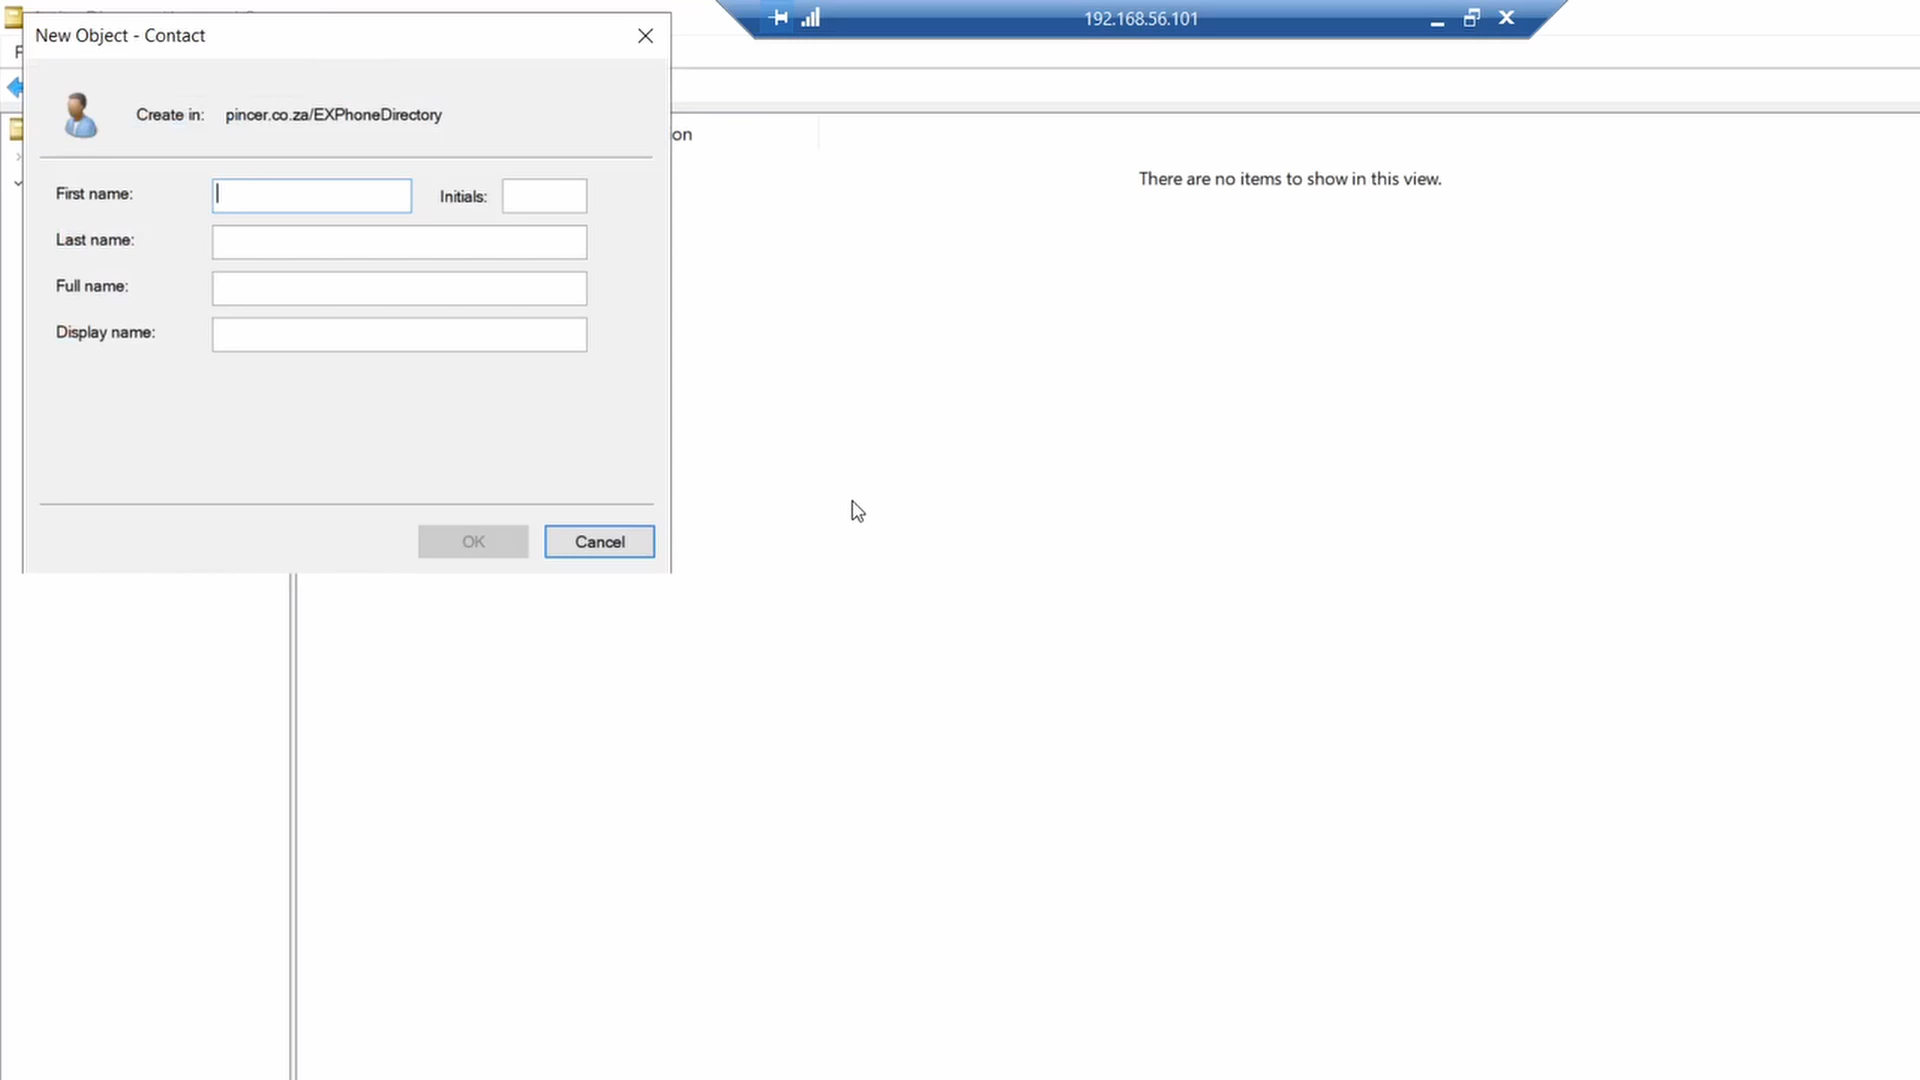 New Object - Contact
192.168.56.101
Create in: pincer.co.za/EXPhoneDirectory
on
There are no items to show in this view.
First name:
Initials:
Last name:
Full name:
Display name:
OK
Cancel